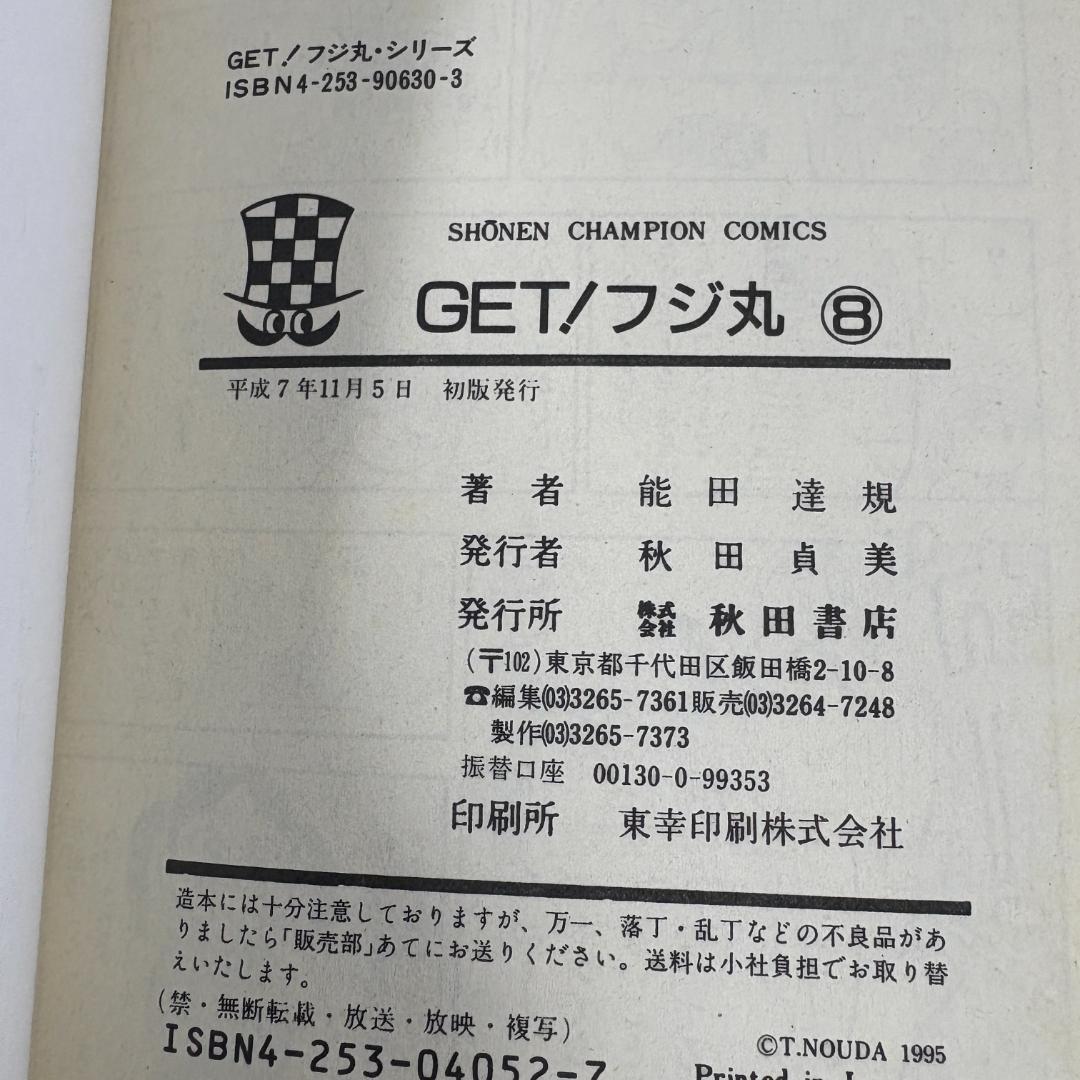 GET!フジ丸・シリーズ
ISBN4-253-90630-3
SHŌNEN CHAMPION COMICS
GET!フジ丸 ⑧
平成7年11月5日 初版発行
著者 能田達規
発行者 秋田貞美
発行所 株式会社 秋田書店
(〒102)東京都千代田区飯田橋2-10-8
☎編集(03)3265-7361販売(03)3264-7248
製作(03)3265-7373
振替口座 00130-0-99353
印刷所 東幸印刷株式会社
造本には十分注意しておりますが、万一、落丁・乱丁などの不良品があ
りましたら「販売部」あてにお送りください。送料は小社負担でお取り替
えいたします。
(禁・無断転載・放送・放映・複写)
ISBN4-253-04052-7
©T.NOUDA 1995
Printed in